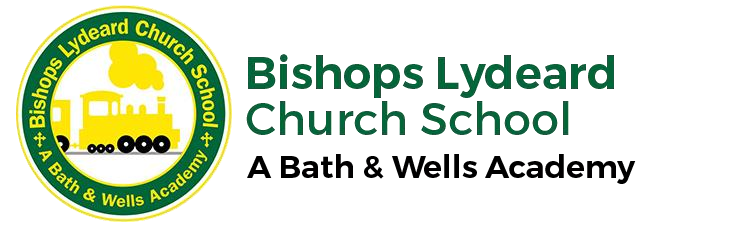 Bishops Lydeard Church School
A Bath & Wells Academy
Bishops Lydeard
Church School
A Bath & Wells Academy